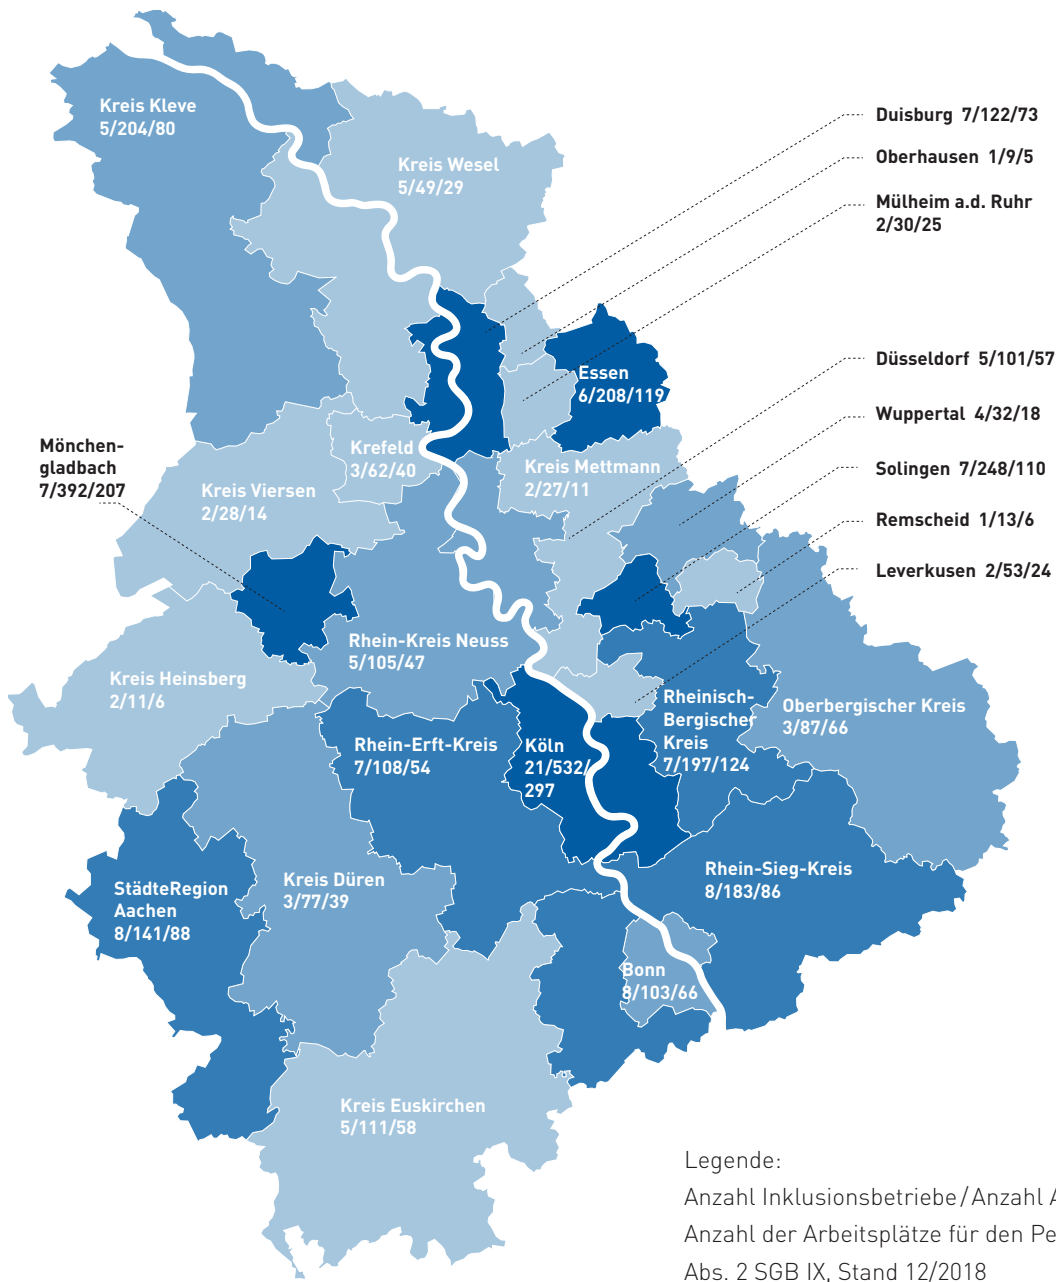 Kreis Kleve
5/204/80
Kreis Wesel
5/49/29
Duisburg 7/122/73
Oberhausen 1/9/5
Mülheim a.d. Ruhr
2/30/25
Essen
6/208/119
Düsseldorf 5/101/57
Wuppertal 4/32/18
Solingen 7/248/110
Remscheid 1/13/6
Leverkusen 2/53/24
Mönchen-
gladbach
7/392/207
Krefeld
3/62/40
Kreis Mettmann
2/27/11
Kreis Viersen
2/28/14
Rhein-Kreis Neuss
5/105/47
Kreis Heinsberg
2/11/6
Rheinisch-
Bergischer
Kreis
7/197/124
Oberbergischer Kreis
3/87/66
Rhein-Erft-Kreis
7/108/54
Köln
21/532/
297
StädteRegion
Aachen
8/141/88
Kreis Düren
3/77/39
Rhein-Sieg-Kreis
8/183/86
Bonn
8/103/66
Kreis Euskirchen
5/111/58
Legende:
Anzahl Inklusionsbetriebe/Anzahl A
Anzahl der Arbeitsplätze für den Pe
Abs. 2 SGB IX, Stand 12/2018